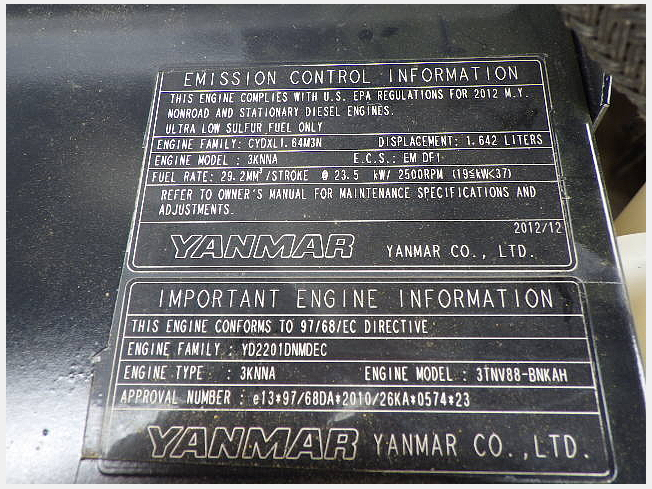 EMISSION CONTROL INFORMATION
THIS ENGINE COMPLIES WITH U.S. EPA REGULATIONS FOR 2012 M.Y.
NONROAD AND STATIONARY DIESEL ENGINES.
ULTRA LOW SULFUR FUEL ONLY
ENGINE FAMILY: CYDXL1.64M3N DISPLACEMENT: 1.642 LITERS
ENGINE MODEL : 3KNNA E.C.S.: EM DFI
FUEL RATE: 29.2MM³/STROKE @ 23.5 kW/ 2500RPM (19≤kW<37)
REFER TO OWNER'S MANUAL FOR MAINTENANCE SPECIFICATIONS AND
ADJUSTMENTS.
2012/12
YANMAR YANMAR CO., LTD.
IMPORTANT ENGINE INFORMATION
THIS ENGINE CONFORMS TO 97/68/EC DIRECTIVE
ENGINE FAMILY : YD2201DNMDEC
ENGINE TYPE : 3KNNA ENGINE MODEL : 3TNV88-BNKAH
APPROVAL NUMBER : e13*97/68DA*2010/26KA*0574*23
YANMAR YANMAR CO.,LTD.